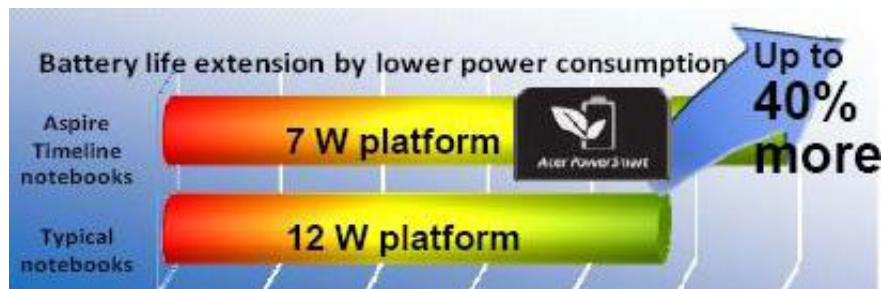 Battery life extension by lower power consumption
Up to
40%
more
Aspire
Timeline
notebooks
7 W platform
Acer PowerSmart
Typical
notebooks
12 W platform